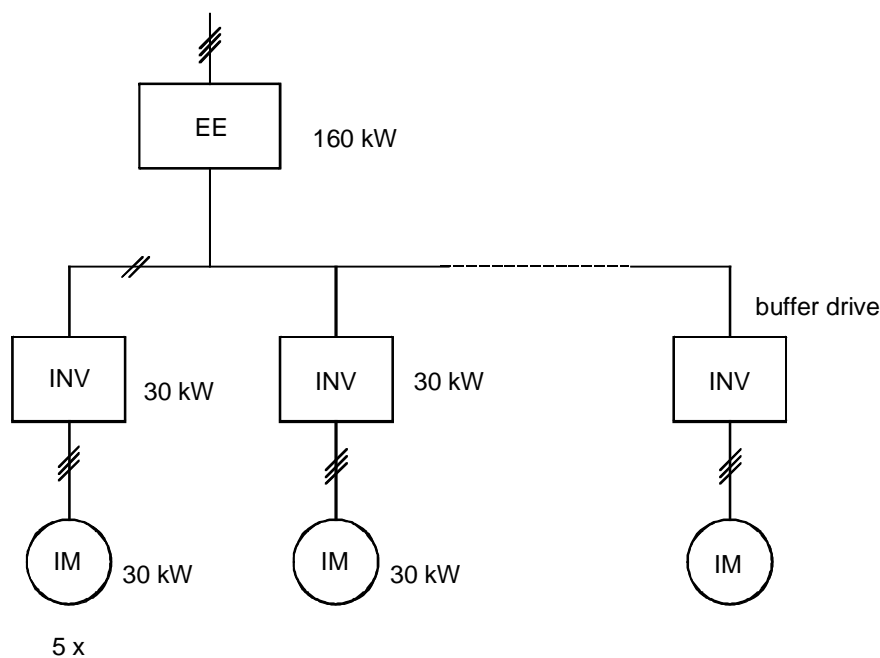 EE
160 kW
buffer drive
INV
30 kW
INV
30 kW
INV
IM
30 kW
IM
30 kW
IM
5 x